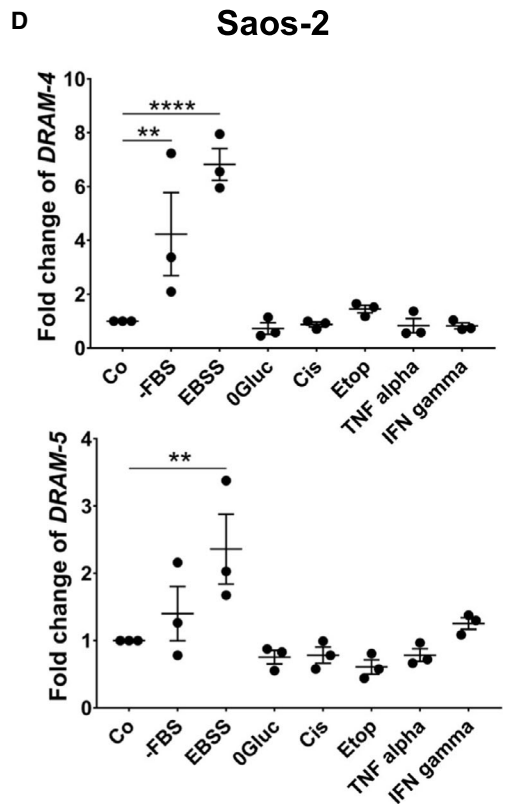 D
Saos-2
Fold change of DRAM-4
10
8
6
4
2
0
****
**
Co
-FBS
EBSS
0Gluc
Cis
Etop
TNF alpha
IFN gamma
Fold change of DRAM-5
4
3
2
1
0
**
Co
-FBS
EBSS
0Gluc
Cis
Etop
TNF alpha
IFN gamma